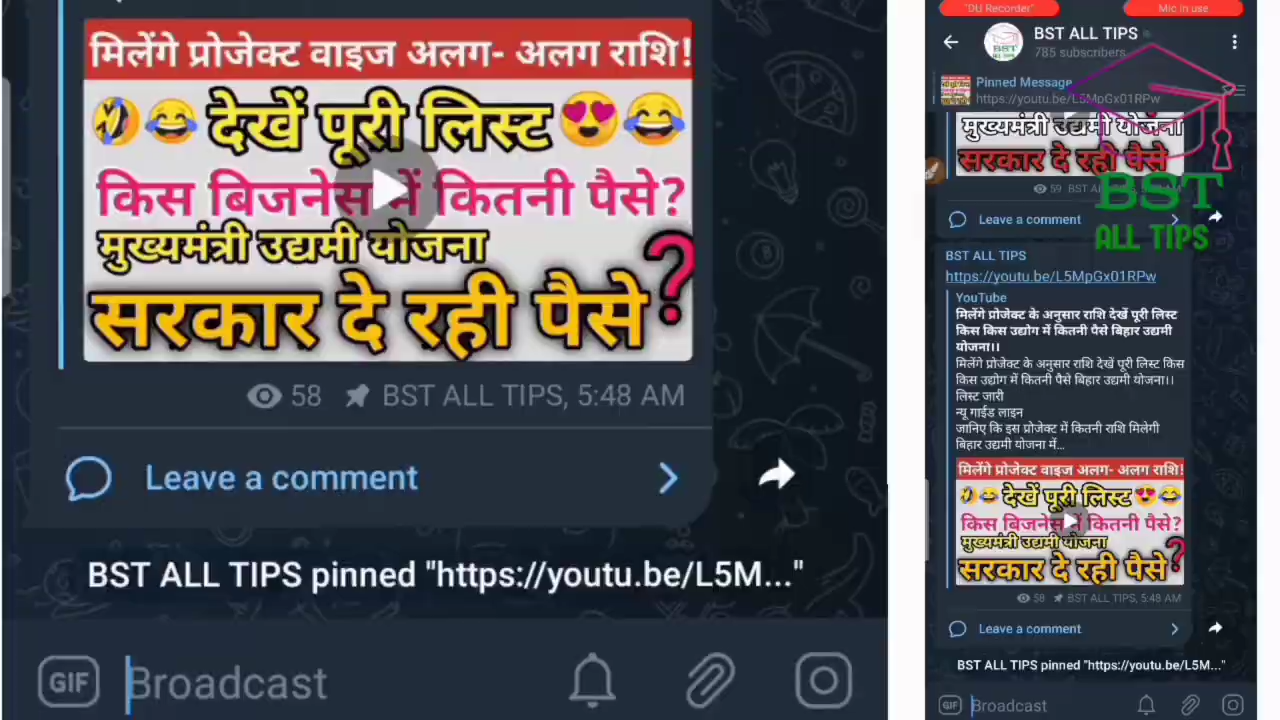 मिलेंगे प्रोजेक्ट वाइज अलग- अलग राशि!
देखें पूरी लिस्ट
किस बिजनेस में कितनी पैसे?
मुख्यमंत्री उद्यमी योजना
सरकार दे रही पैसे?
58 BST ALL TIPS, 5:48 AM
Leave a comment
BST ALL TIPS pinned "https://youtu.be/L5M..."
GIF Broadcast
"DU Recorder" Mic in use
BST ALL TIPS
785 subscribers
Pinned Message
https://youtu.be/L5MpGx01RPw
मुख्यमंत्री उद्यमी योजना
सरकार दे रही पैसे
59 BST
Leave a comment
BST
ALL TIPS
BST ALL TIPS
https://youtu.be/L5MpGx01RPw
YouTube
मिलेंगे प्रोजेक्ट के अनुसार राशि देखें पूरी लिस्ट
किस किस उद्योग में कितनी पैसे बिहार उद्यमी
योजना।।
मिलेंगे प्रोजेक्ट के अनुसार राशि देखें पूरी लिस्ट किस
किस उद्योग में कितनी पैसे बिहार उद्यमी योजना।।
लिस्ट जारी
न्यू गाईड लाइन
जानिए कि इस प्रोजेक्ट में कितनी राशि मिलेगी
बिहार उद्यमी योजना में...
मिलेंगे प्रोजेक्ट वाइज अलग- अलग राशि!
देखें पूरी लिस्ट
किस बिजनेस में कितनी पैसे?
मुख्यमंत्री उद्यमी योजना
सरकार दे रही पैसे?
58 BST ALL TIPS, 5:48 AM
Leave a comment
BST ALL TIPS pinned "https://youtu.be/L5M..."
GIF Broadcast